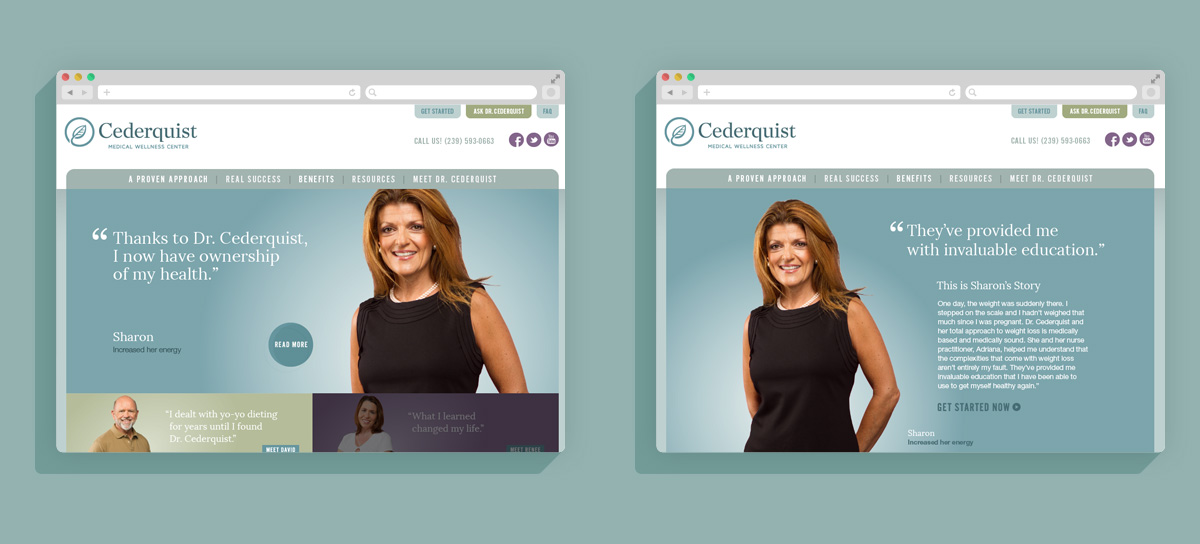 GET STARTED
ASK DR. CEDERQUIST
FAQ
Cederquist
MEDICAL WELLNESS CENTER
CALL US! (239) 593-0663
You
Tube
A PROVEN APPROACH | REAL SUCCESS | BENEFITS | RESOURCES | MEET DR. CEDERQUIST
“Thanks to Dr. Cederquist,
I now have ownership
of my health.”
Sharon
Increased her energy
READ MORE
“I dealt with yo-yo dieting
for years until I found
Dr. Cederquist.”
MEET DAVID
“What I learned
changed my life.”
MEET RENEE
GET STARTED
ASK DR. CEDERQUIST
FAQ
Cederquist
MEDICAL WELLNESS CENTER
CALL US! (239) 593-0663
You
Tube
A PROVEN APPROACH | REAL SUCCESS | BENEFITS | RESOURCES | MEET DR. CEDERQUIST
“They’ve provided me
with invaluable education.”
This is Sharon’s Story
One day, the weight was suddenly there. I
stepped on the scale and I hadn’t weighed that
much since I was pregnant. Dr. Cederquist and
her total approach to weight loss is medically
based and medically sound. She and her nurse
practitioner, Adriana, helped me understand that
the complexities that come with weight loss
aren’t entirely my fault. They’ve provided me
invaluable education that I have been able to
use to get myself healthy again.”
GET STARTED NOW
Sharon
Increased her energy